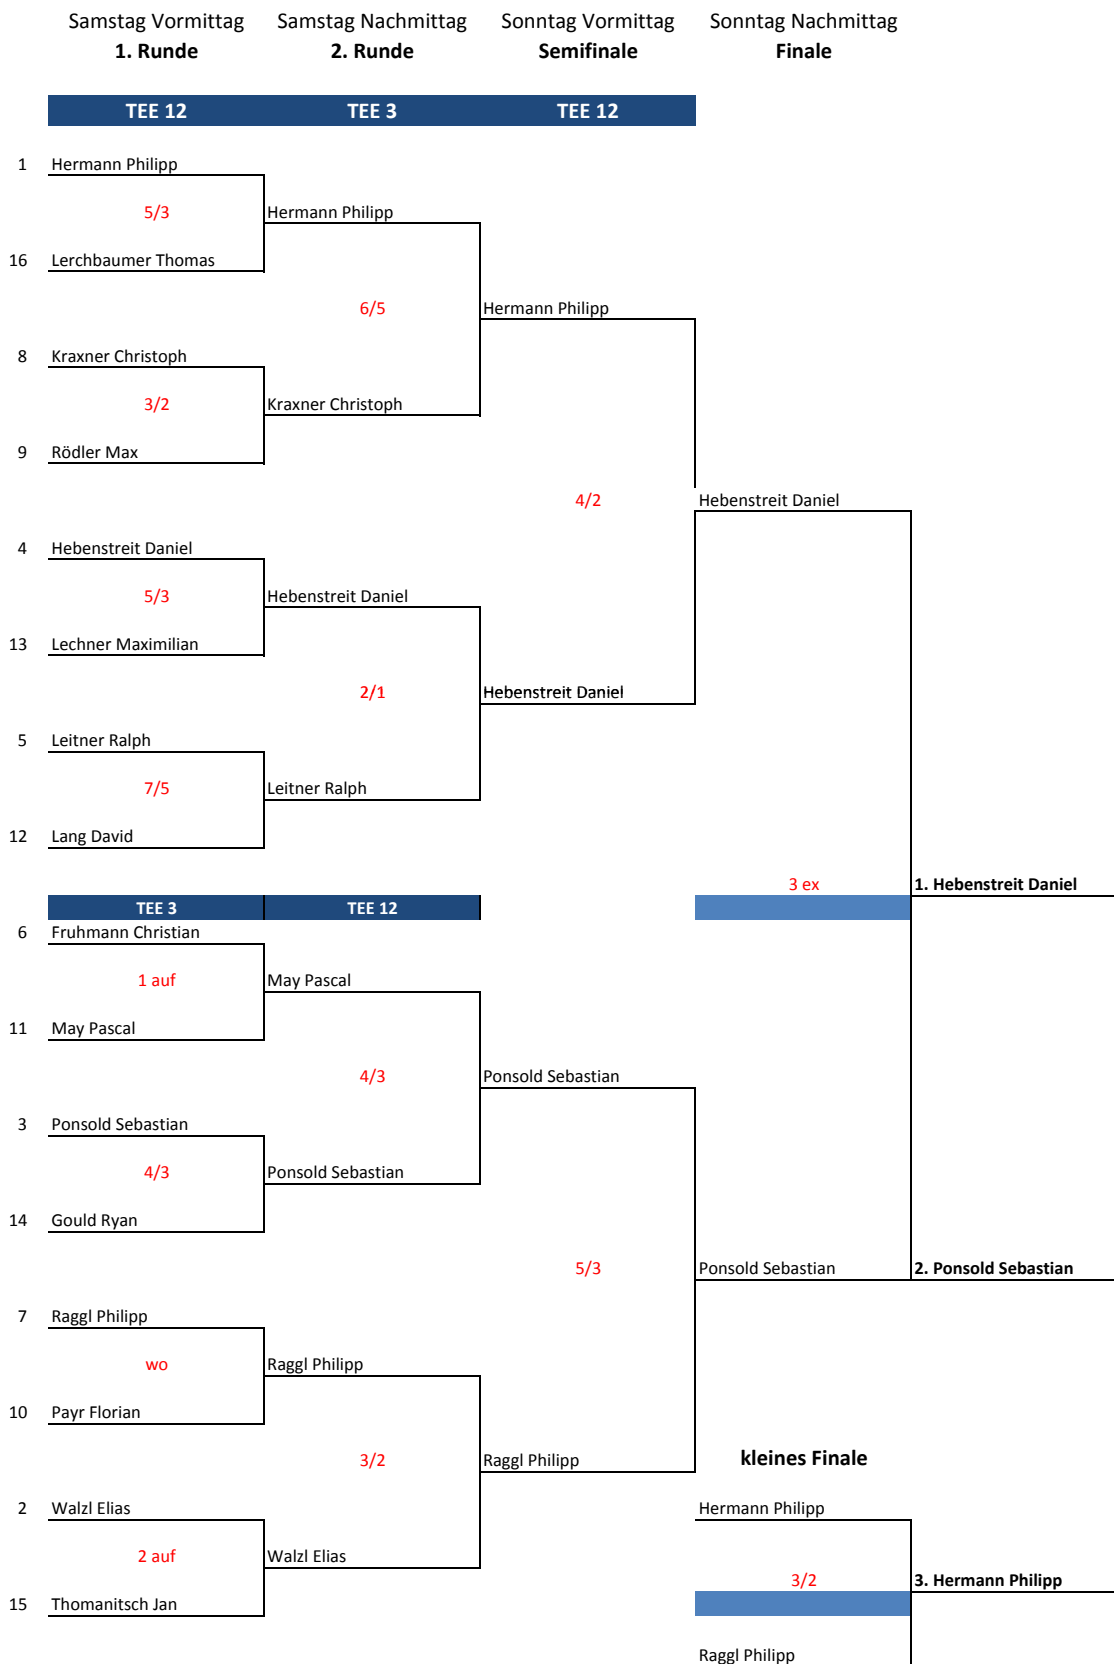 Samstag Vormittag Samstag Nachmittag Sonntag Vormittag Sonntag Nachmittag
1. Runde 2. Runde Semifinale Finale
TEE 12 TEE 3 TEE 12
1 Hermann Philipp
5/3 Hermann Philipp
16 Lerchbaumer Thomas
6/5 Hermann Philipp
8 Kraxner Christoph
3/2 Kraxner Christoph
9 Rödler Max
4/2 Hebenstreit Daniel
4 Hebenstreit Daniel
5/3 Hebenstreit Daniel
13 Lechner Maximilian
2/1 Hebenstreit Daniel
5 Leitner Ralph
7/5 Leitner Ralph
12 Lang David
3 ex 1. Hebenstreit Daniel
TEE 3 TEE 12
6 Fruhmann Christian
1 auf May Pascal
11 May Pascal
4/3 Ponsold Sebastian
3 Ponsold Sebastian
4/3 Ponsold Sebastian
14 Gould Ryan
5/3 Ponsold Sebastian 2. Ponsold Sebastian
7 Raggl Philipp
wo Raggl Philipp
10 Payr Florian
3/2 Raggl Philipp kleines Finale
2 Walzl Elias Hermann Philipp
2 auf Walzl Elias 3/2 3. Hermann Philipp
15 Thomanitsch Jan
Raggl Philipp